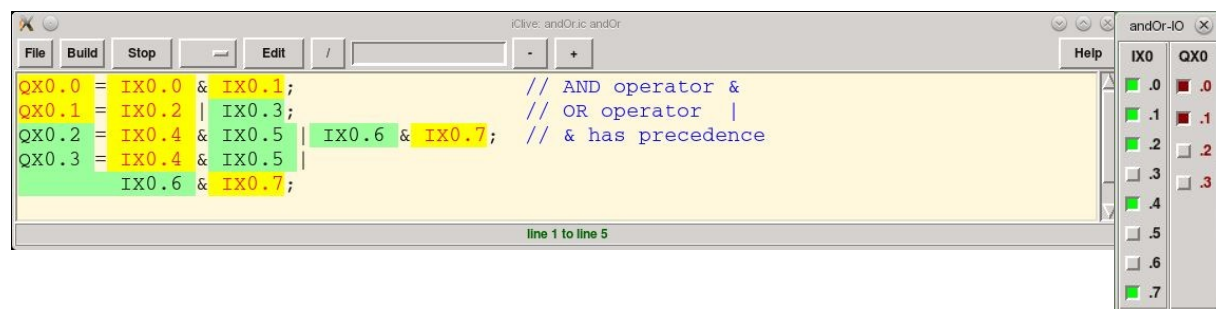 iClive: andOr.ic andOr
File Build Stop Edit / - + Help
QX0.0 = IX0.0 & IX0.1; // AND operator &
QX0.1 = IX0.2 | IX0.3; // OR operator |
QX0.2 = IX0.4 & IX0.5 | IX0.6 & IX0.7; // & has precedence
QX0.3 = IX0.4 & IX0.5 |
IX0.6 & IX0.7;
line 1 to line 5
andOr-IO
IX0 QX0
.0 .0
.1 .1
.2 .2
.3 .3
.4
.5
.6
.7